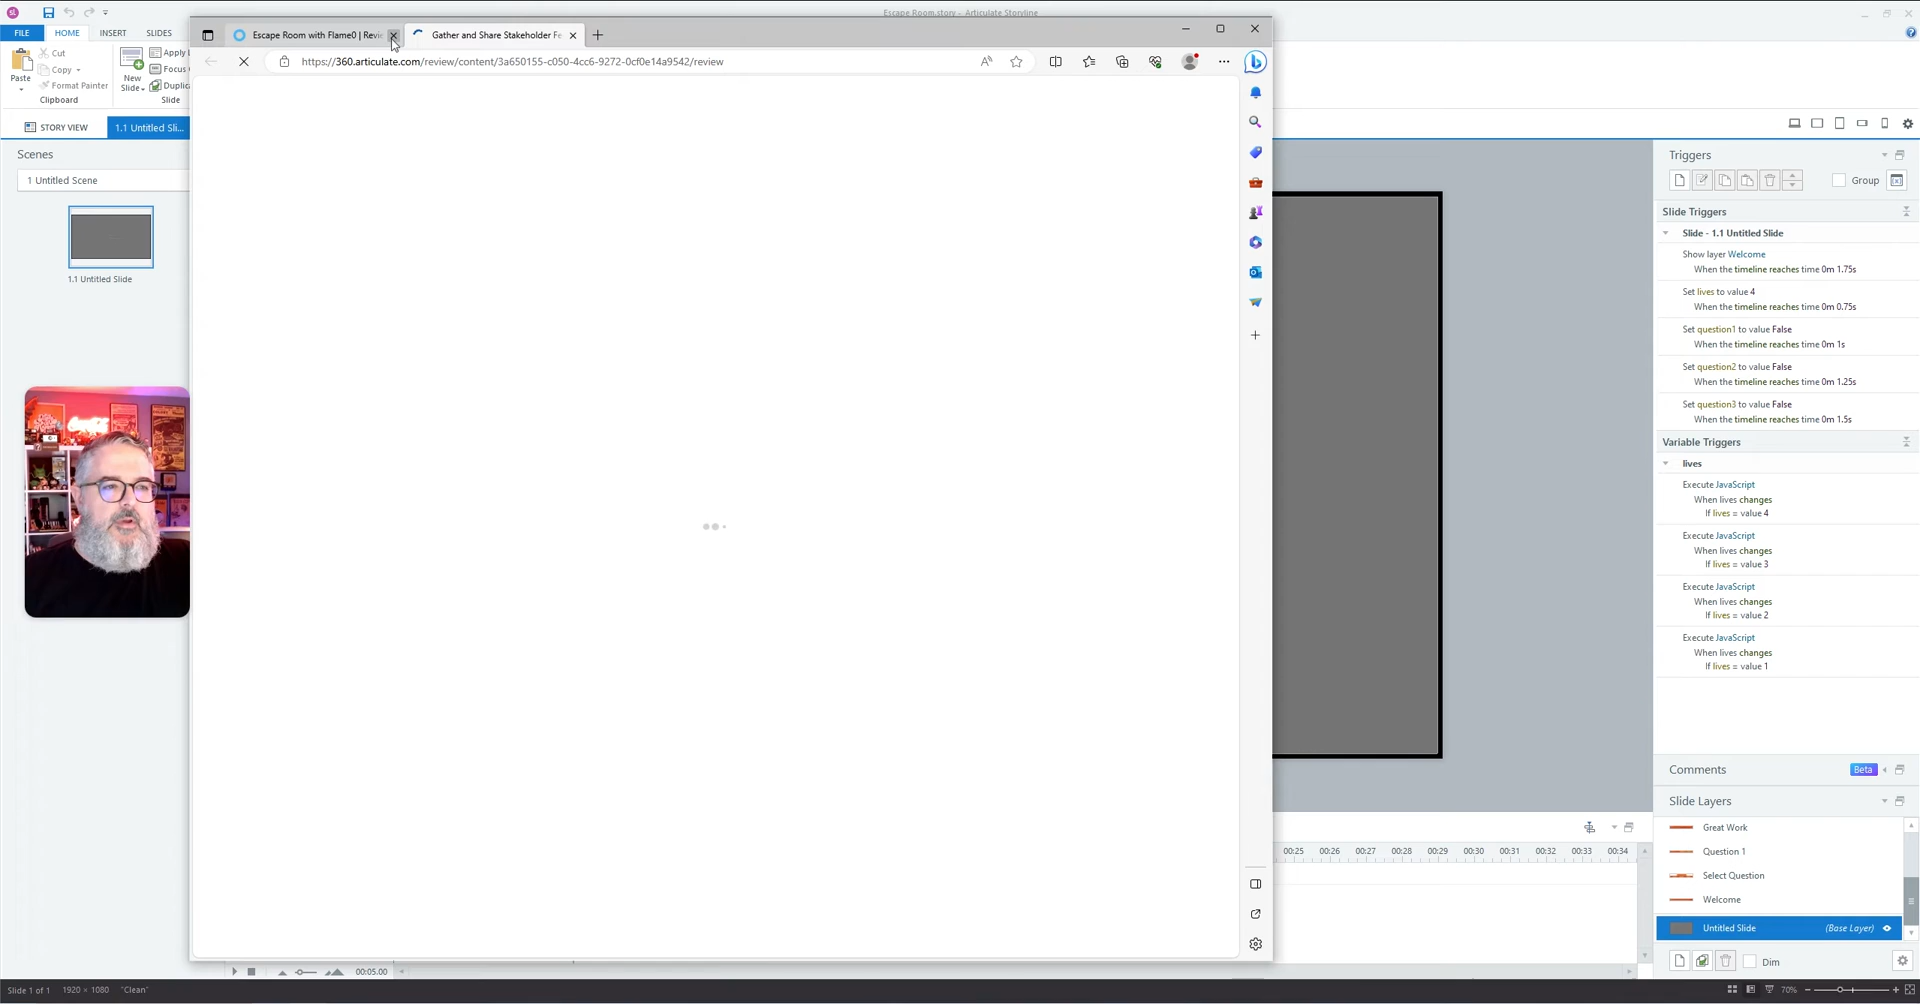 Escape Room.story - Articulate Storyline
FILE
HOME
INSERT
SLIDES
Paste
Cut
Copy
Format Painter
Clipboard
New
Slide
Apply L
Focus
Duplica
Slide
Escape Room with Flame0 | Revie
Gather and Share Stakeholder Fe
https://360.articulate.com/review/content/3a650155-c050-4cc6-9272-0cf0e14a9542/review
STORY VIEW
1.1 Untitled Sli...
Scenes
1 Untitled Scene
1.1 Untitled Slide
Triggers
Group
Slide Triggers
Slide - 1.1 Untitled Slide
Show layer Welcome
When the timeline reaches time 0m 1.75s
Set lives to value 4
When the timeline reaches time 0m 0.75s
Set question1 to value False
When the timeline reaches time 0m 1s
Set question2 to value False
When the timeline reaches time 0m 1.25s
Set question3 to value False
When the timeline reaches time 0m 1.5s
Variable Triggers
lives
Execute JavaScript
When lives changes
If lives = value 4
Execute JavaScript
When lives changes
If lives = value 3
Execute JavaScript
When lives changes
If lives = value 2
Execute JavaScript
When lives changes
If lives = value 1
Comments
Beta
Slide Layers
Great Work
Question 1
Select Question
Welcome
Untitled Slide
(Base Layer)
Dim
00:25 00:26 00:27 00:28 00:29 00:30 00:31 00:32 00:33 00:34
00:05.00
Slide 1 of 1
1920 × 1080
"Clean"
70%